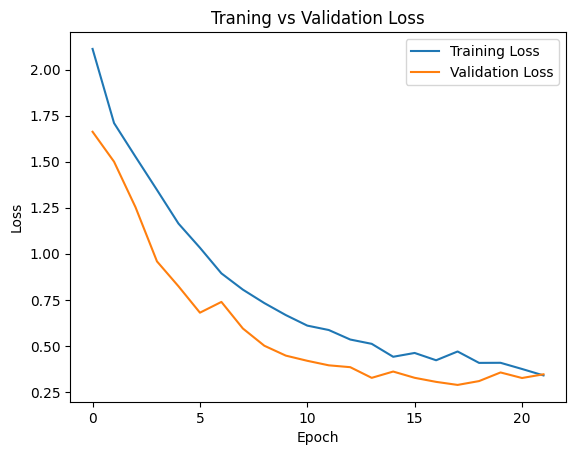 Traning vs Validation Loss
Training Loss
Validation Loss
2.00
1.75
1.50
1.25
1.00
0.75
0.50
0.25
Loss
0 5 10 15 20
Epoch